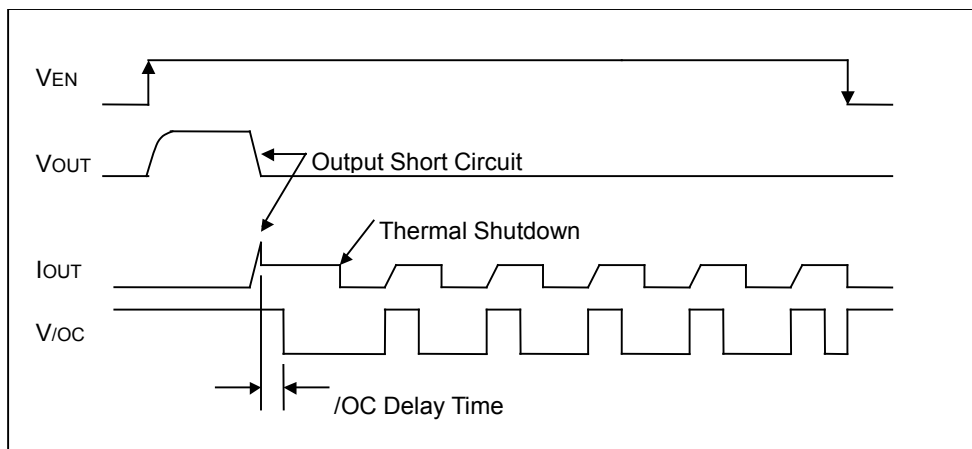 VEN
VOUT
Output Short Circuit
Thermal Shutdown
IOUT
V/OC
/OC Delay Time